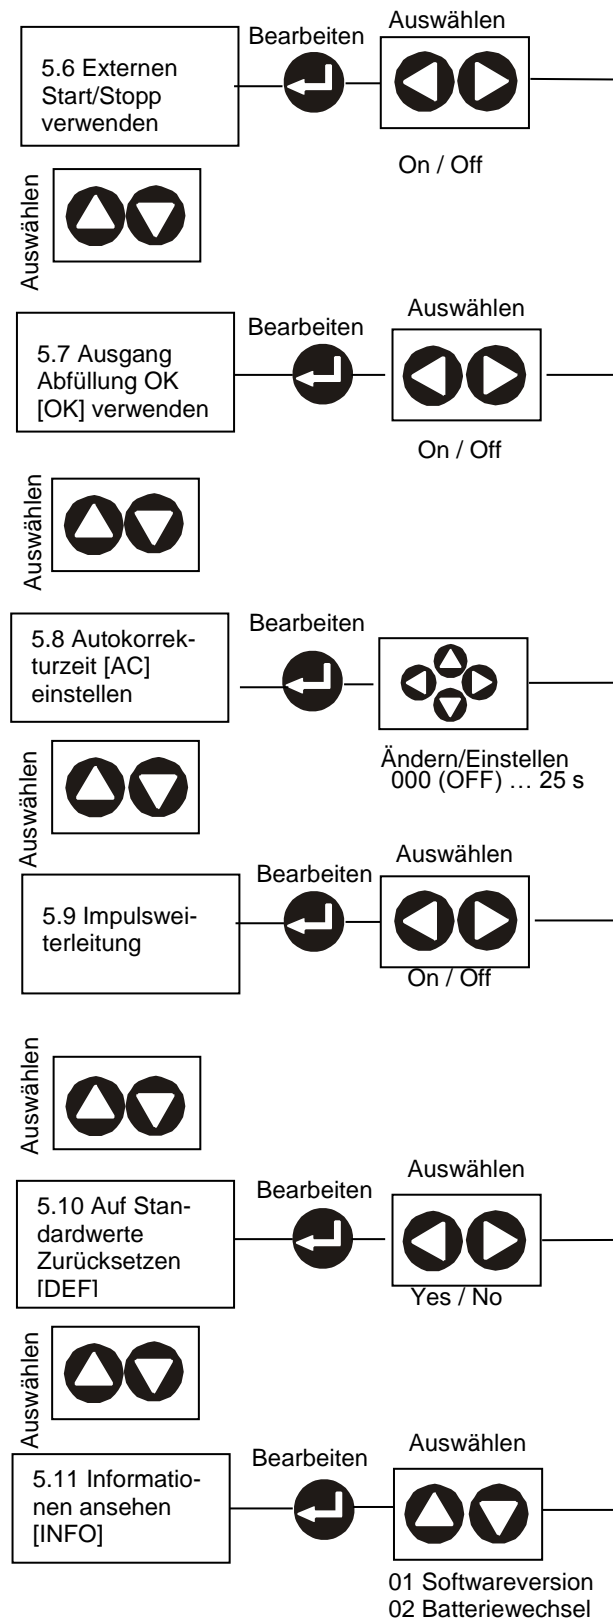 Auswählen
Bearbeiten
5.6 Externen
Start/Stopp
verwenden
On / Off
Auswählen
Auswählen
Bearbeiten
5.7 Ausgang
Abfüllung OK
[OK] verwenden
On / Off
Auswählen
Bearbeiten
5.8 Autokorrek-
turzeit [AC]
einstellen
Ändern/Einstellen
000 (OFF) … 25 s
Auswählen
Auswählen
Bearbeiten
5.9 Impulswei-
terleitung
On / Off
Auswählen
Auswählen
Bearbeiten
5.10 Auf Stan-
dardwerte
Zurücksetzen
[DEF]
Yes / No
Auswählen
Auswählen
Bearbeiten
5.11 Informatio-
nen ansehen
[INFO]
01 Softwareversion
02 Batteriewechsel